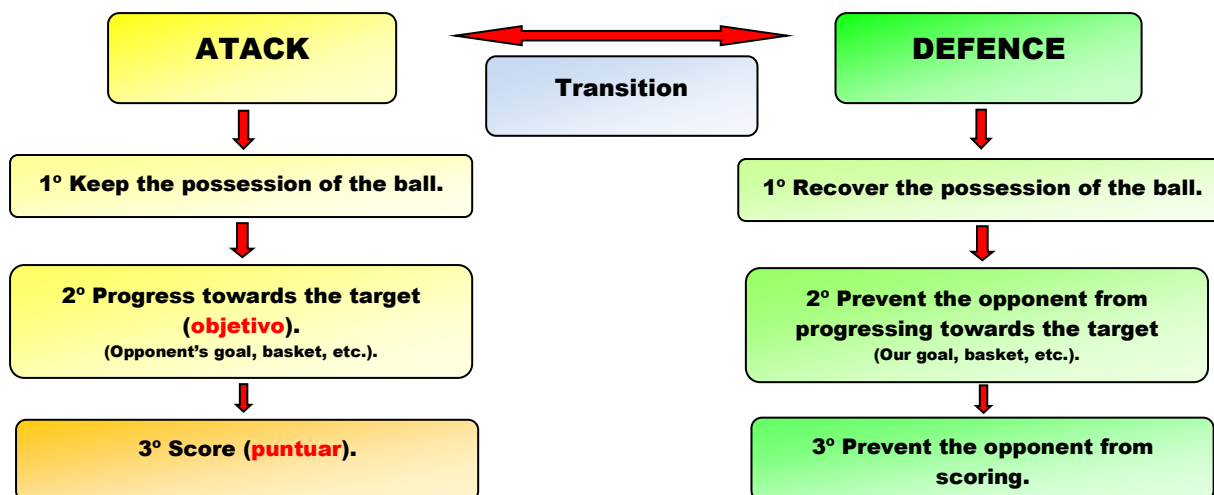 ATACK
Transition
DEFENCE
1º Keep the possession of the ball.
2º Progress towards the target
(objetivo).
(Opponent’s goal, basket, etc.).
3º Score (puntuar).
1º Recover the possession of the ball.
2º Prevent the opponent from
progressing towards the target
(Our goal, basket, etc.).
3º Prevent the opponent from
scoring.